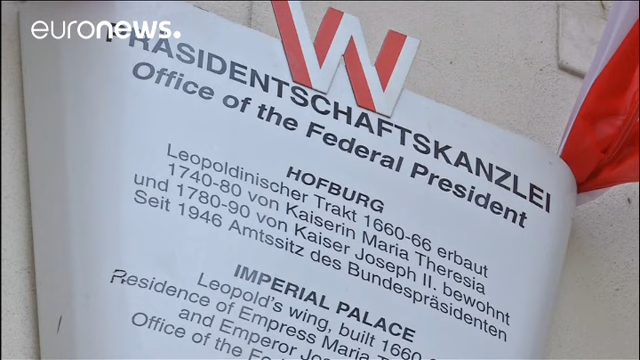 euronews.
W
PRÄSIDENTSCHAFTSKANZLEI
Office of the Federal President
HOFBURG
Leopoldinischer Trakt 1660-66 erbaut
1740-80 von Kaiserin Maria Theresia
und 1780-90 von Kaiser Joseph II. bewohnt
Seit 1946 Amtssitz des Bundespräsidenten
IMPERIAL PALACE
Leopold's wing, built 1660-
Residence of Empress Maria
and Emperor
Office of the